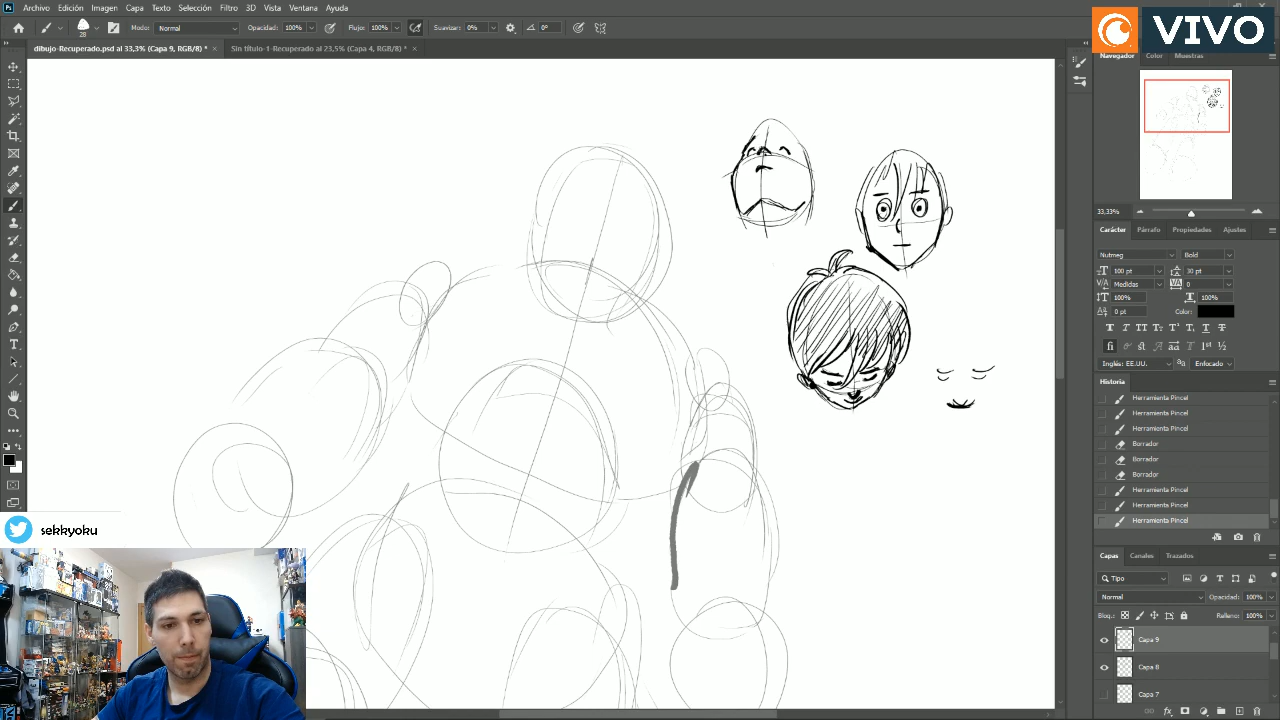 Archivo Edición Imagen Capa Texto Selección Filtro 3D Vista Ventana Ayuda
VIVO
28 Modo: Normal Opacidad: 100% Flujo: 100% Suavizar: 0% 0°
dibujo-Recuperado.psd al 33,3% (Capa 9, RGB/8) * × Sin título-1-Recuperado al 23,5% (Capa 4, RGB/8) * ×
Navegador Color Muestras
33,33%
Carácter Párrafo Propiedades Ajustes
Nutmeg Bold
100 pt 30 pt
Medidas 0
100% 100%
0 pt Color:
Inglés: EE.UU. Enfocado
Historia
Herramienta Pincel
Herramienta Pincel
Herramienta Pincel
Borrador
Borrador
Borrador
Herramienta Pincel
Herramienta Pincel
Herramienta Pincel
sekkyoku
Capas Canales Trazados
Tipo
Normal Opacidad: 100%
Bloq.: Relleno: 100%
Capa 9
Capa 8
Capa 7